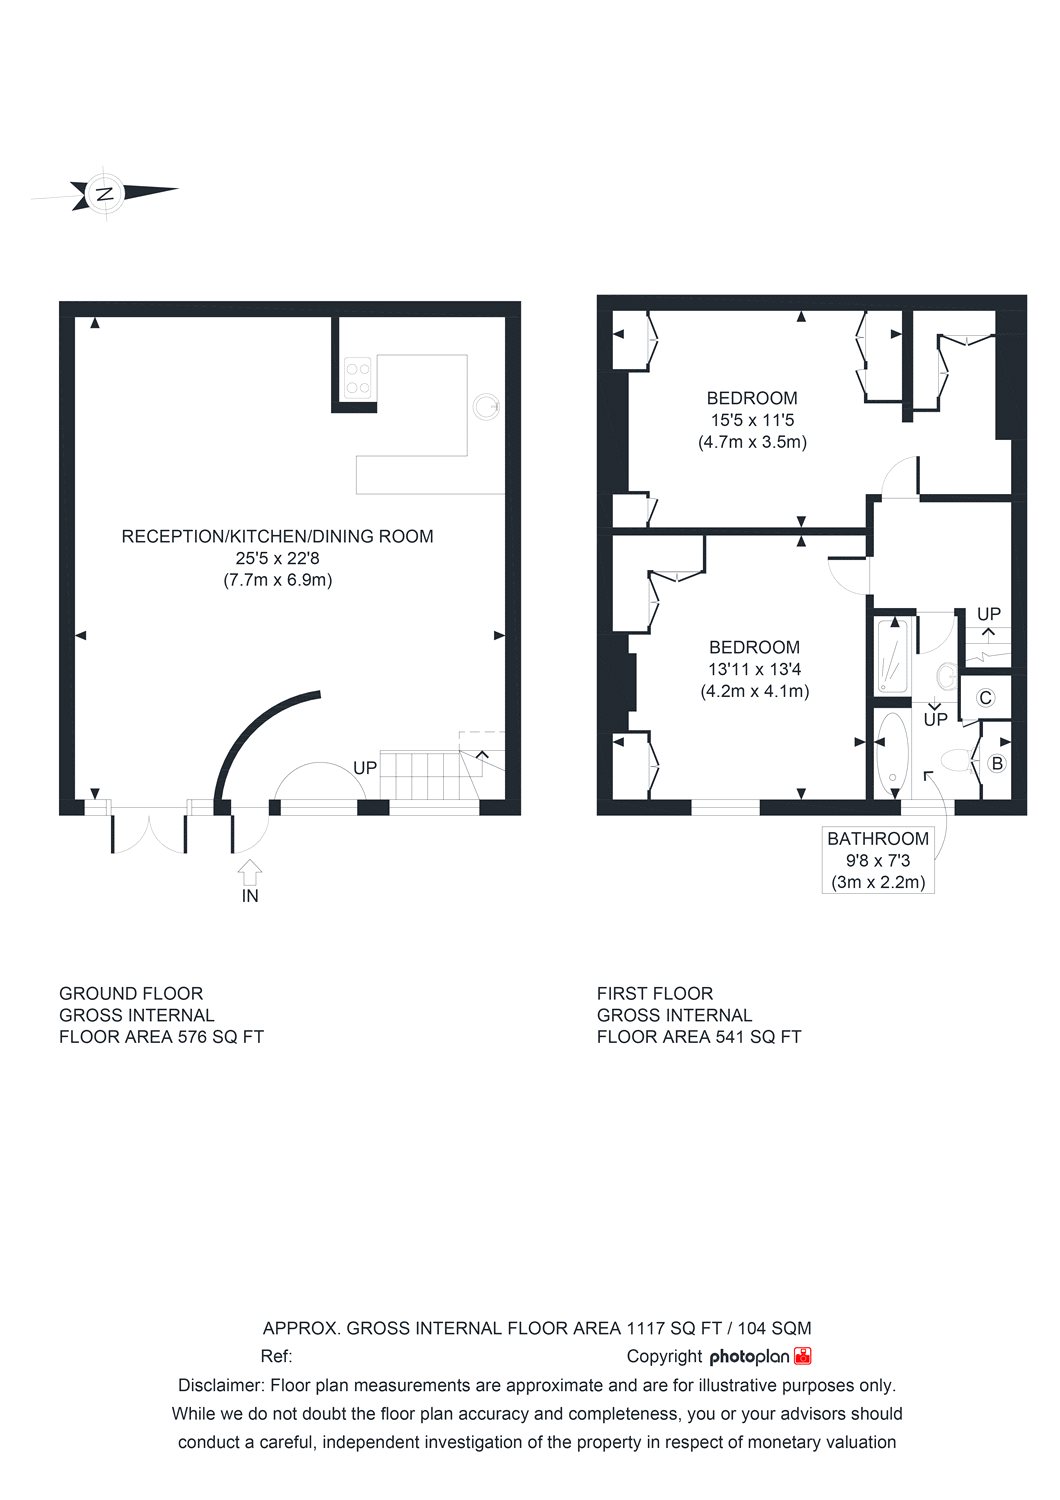 N
RECEPTION/KITCHEN/DINING ROOM
25'5 x 22'8
(7.7m x 6.9m)
UP
IN
BEDROOM
15'5 x 11'5
(4.7m x 3.5m)
BEDROOM
13'11 x 13'4
(4.2m x 4.1m)
UP
C
UP
B
BATHROOM
9'8 x 7'3
(3m x 2.2m)
GROUND FLOOR
GROSS INTERNAL
FLOOR AREA 576 SQ FT
FIRST FLOOR
GROSS INTERNAL
FLOOR AREA 541 SQ FT
APPROX. GROSS INTERNAL FLOOR AREA 1117 SQ FT / 104 SQM
Ref: Copyright photoplan
Disclaimer: Floor plan measurements are approximate and are for illustrative purposes only.
While we do not doubt the floor plan accuracy and completeness, you or your advisors should
conduct a careful, independent investigation of the property in respect of monetary valuation